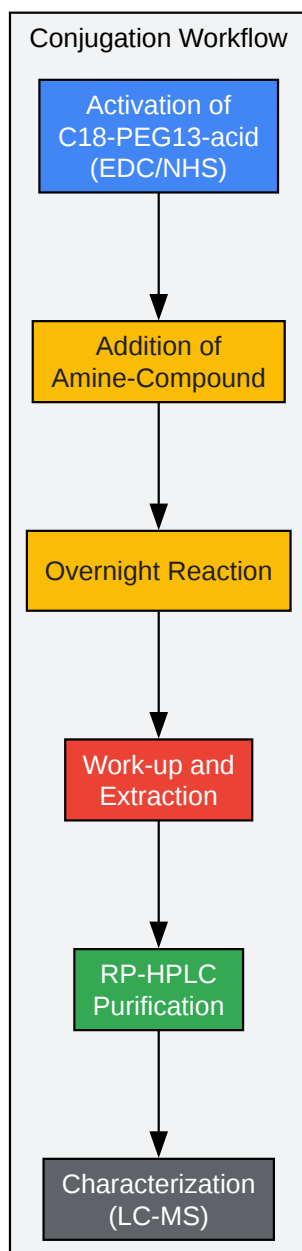 Conjugation Workflow
Activation of
C18-PEG13-acid
(EDC/NHS)
Addition of
Amine-Compound
Overnight Reaction
Work-up and
Extraction
RP-HPLC
Purification
Characterization
(LC-MS)